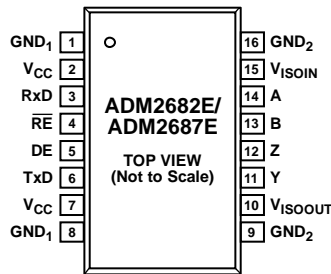 GND1 1 16 GND2
VCC 2 15 VISOIN
RxD 3 14 A
RE 4 ADM2682E/ 13 B
DE 5 ADM2687E 12 Z
TxD 6 TOP VIEW 11 Y
VCC 7 (Not to Scale) 10 VISOOUT
GND1 8 9 GND2